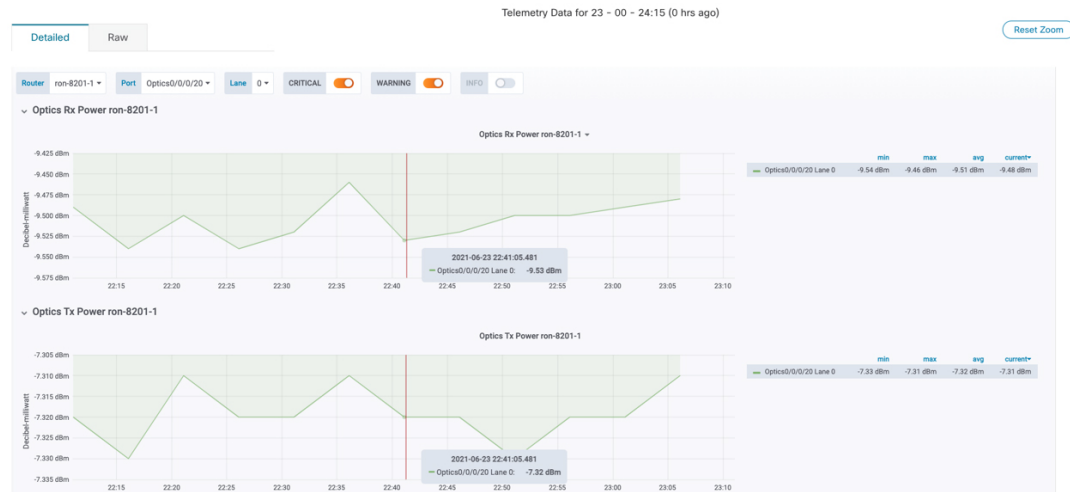 Telemetry Data for 23 - 00 - 24:15 (0 hrs ago)
Reset Zoom
Detailed Raw
Router ron-8201-1 Port Optics0/0/0/20 Lane 0 CRITICAL WARNING INFO
Optics Rx Power ron-8201-1
Optics Rx Power ron-8201-1
Decibel-milliwatt
-9.425 dBm
-9.450 dBm
-9.475 dBm
-9.500 dBm
-9.525 dBm
-9.550 dBm
-9.575 dBm
22:15 22:20 22:25 22:30 22:35 22:40 22:45 22:50 22:55 23:00 23:05 23:10
2021-06-23 22:41:05.481
Optics0/0/0/20 Lane 0: -9.53 dBm
min max avg current
Optics0/0/0/20 Lane 0 -9.54 dBm -9.46 dBm -9.51 dBm -9.48 dBm
Optics Tx Power ron-8201-1
Optics Tx Power ron-8201-1
Decibel-milliwatt
-7.305 dBm
-7.310 dBm
-7.315 dBm
-7.320 dBm
-7.325 dBm
-7.330 dBm
-7.335 dBm
22:15 22:20 22:25 22:30 22:35 22:40 22:45 22:50 22:55 23:00 23:05 23:10
2021-06-23 22:41:05.481
Optics0/0/0/20 Lane 0: -7.32 dBm
min max avg current
Optics0/0/0/20 Lane 0 -7.33 dBm -7.31 dBm -7.32 dBm -7.31 dBm